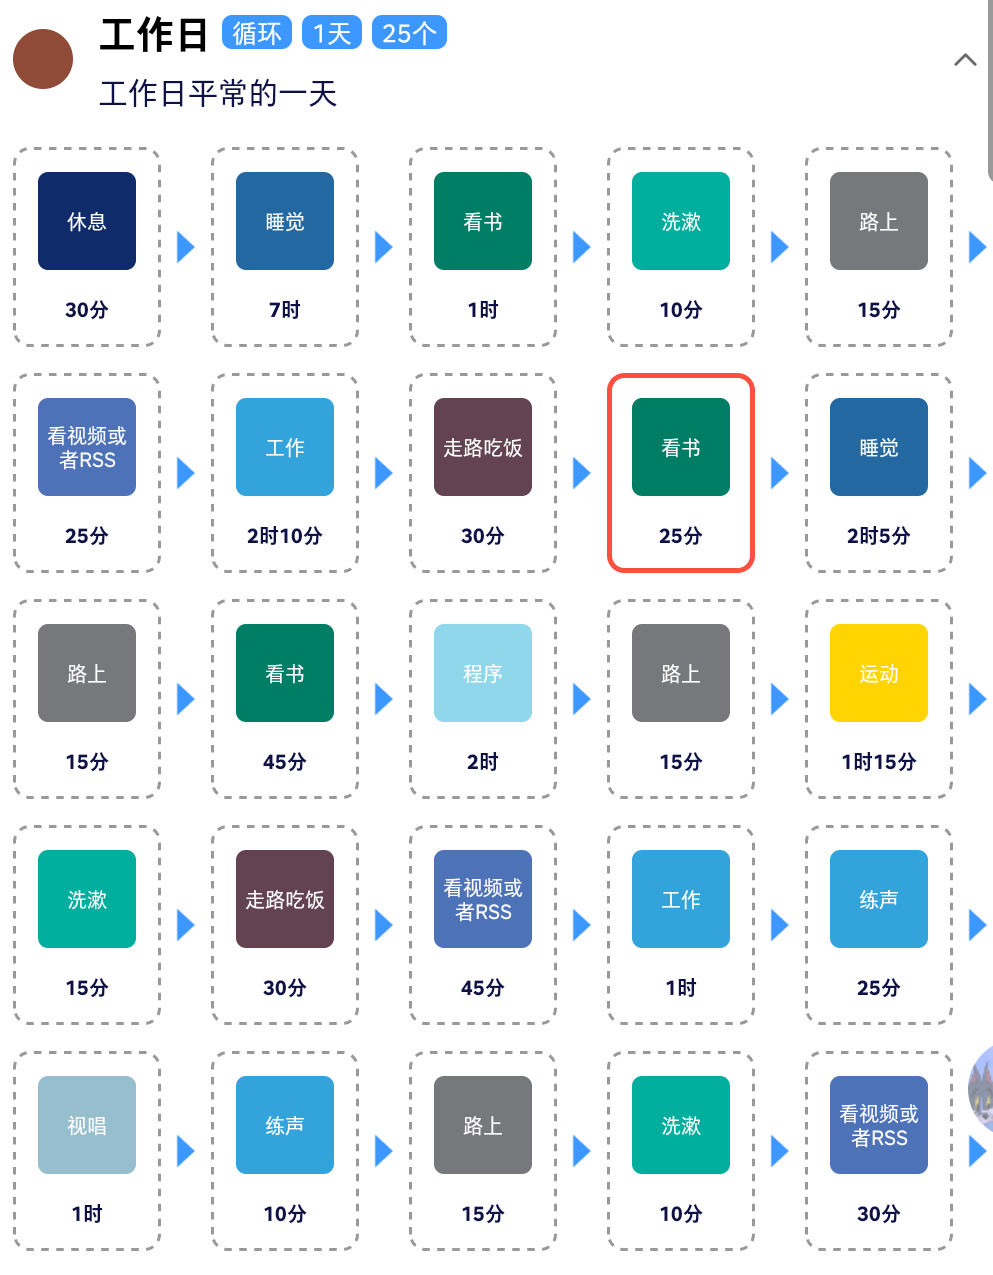 工作日 循环 1天 25个
工作日平常的一天
休息 睡觉 看书 洗漱 路上
30分 7时 1时 10分 15分
看视频或
者RSS 工作 走路吃饭 看书 睡觉
25分 2时10分 30分 25分 2时5分
路上 看书 程序 路上 运动
15分 45分 2时 15分 1时15分
洗漱 走路吃饭 看视频或
者RSS 工作 练声
15分 30分 45分 1时 25分
视唱 练声 路上 洗漱 看视频或
者RSS
1时 10分 15分 10分 30分